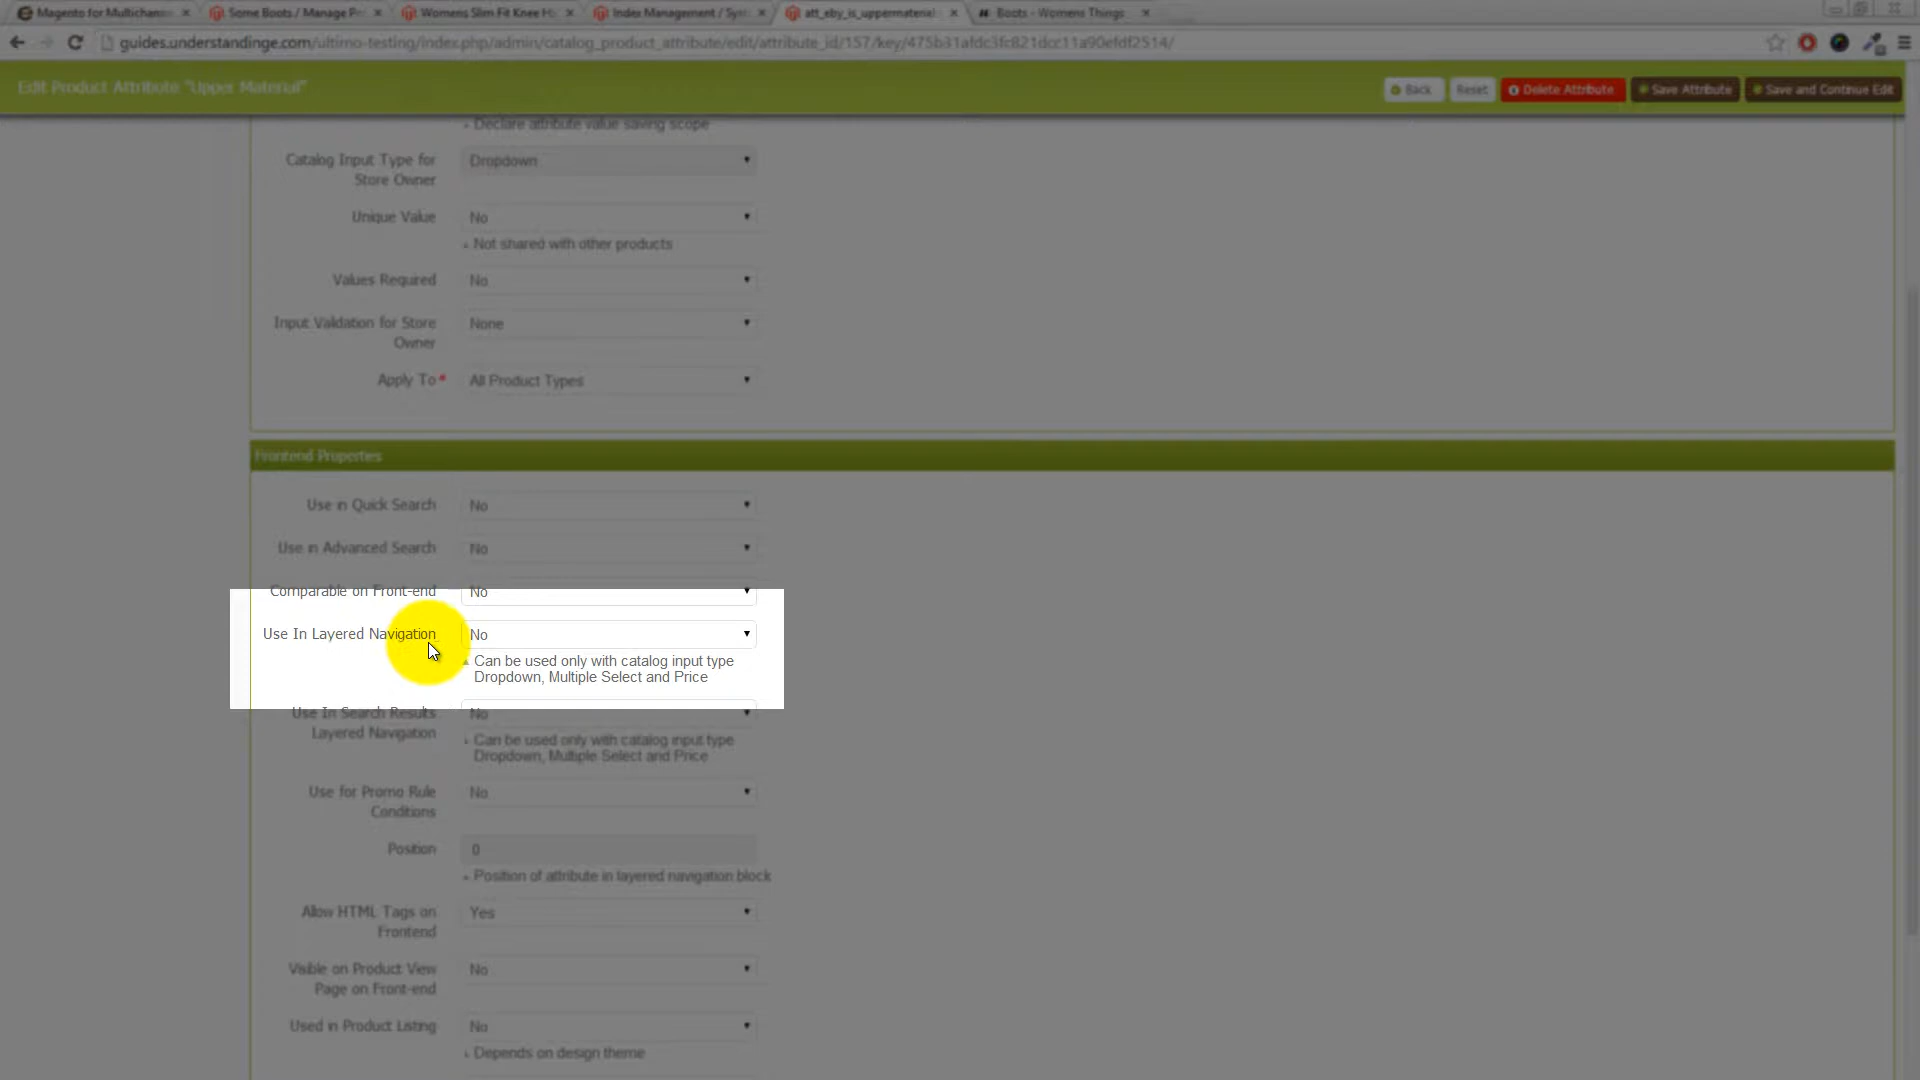 Magento for Multichann
Some Boots / Manage Pr
Womens Slim Fit Knee H
Index Management / Syst
att_eby_is_uppermaterial
Boots - Womens Things
guides.understandinge.com/ultimo-testing/index.php/admin/catalog_product_attribute/edit/attribute_id/157/key/475b31afdc3fc821dcc11a90efdf2514/
Edit Product Attribute "Upper Material"
Back
Reset
Delete Attribute
Save Attribute
Save and Continue Edit
Declare attribute value saving scope
Catalog Input Type for
Store Owner
Dropdown
Unique Value
No
Not shared with other products
Values Required
No
Input Validation for Store
Owner
None
Apply To *
All Product Types
Frontend Properties
Use in Quick Search
No
Use in Advanced Search
No
Comparable on Front-end
No
Use In Layered Navigation
No
Can be used only with catalog input type
Dropdown, Multiple Select and Price
Use In Search Results
Layered Navigation
No
Can be used only with catalog input type
Dropdown, Multiple Select and Price
Use for Promo Rule
Conditions
No
Position
0
Position of attribute in layered navigation block
Allow HTML Tags on
Frontend
Yes
Visible on Product View
Page on Front-end
No
Used in Product Listing
No
Depends on design theme